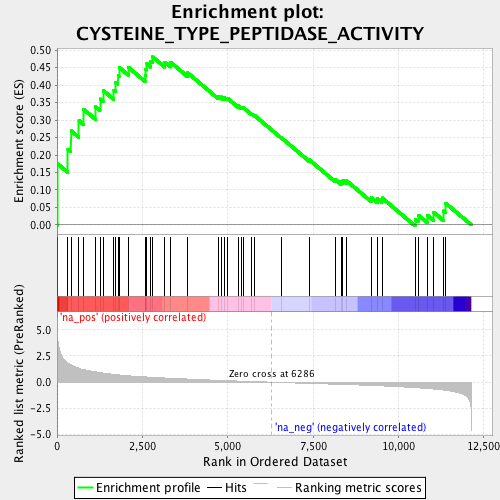 Enrichment plot:
CYSTEINE_TYPE_PEPTIDASE_ACTIVITY
Enrichment score (ES)
0.50
0.45
0.40
0.35
0.30
0.25
0.20
0.15
0.10
0.05
0.00
Ranked list metric (PreRanked)
5.0
2.5
0.0
-2.5
-5.0
'na_pos' (positively correlated)
Zero cross at 6286
'na_neg' (negatively correlated)
0
2,500
5,000
7,500
10,000
12,500
Rank in Ordered Dataset
Enrichment profile
Hits
Ranking metric scores